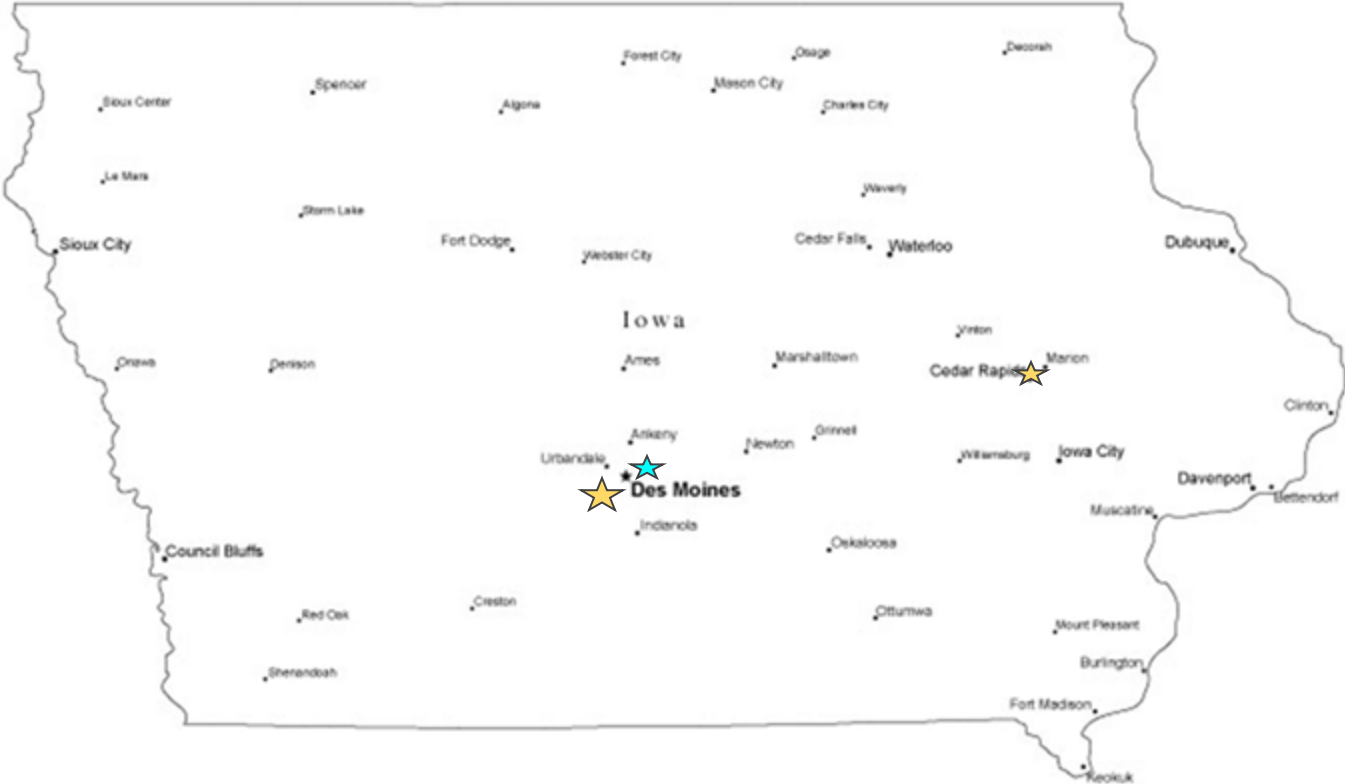 Forest City
Osage
Decorah
Spencer
Mason City
Sioux Center
Algona
Charles City
Le Mars
Waverly
Storm Lake
Fort Dodge
Cedar Falls
Sioux City
Webster City
Waterloo
Dubuque
Iowa
Vinton
Onawa
Denison
Ames
Marshalltown
Marion
Cedar Rapids
Clinton
Ankeny
Grinnell
Newton
Urbandale
Williamsburg
Iowa City
Des Moines
Davenport
Bettendorf
Muscatine
Indianola
Oskaloosa
Council Bluffs
Creston
Red Oak
Ottumwa
Mount Pleasant
Shenandoah
Burlington
Fort Madison
Keokuk